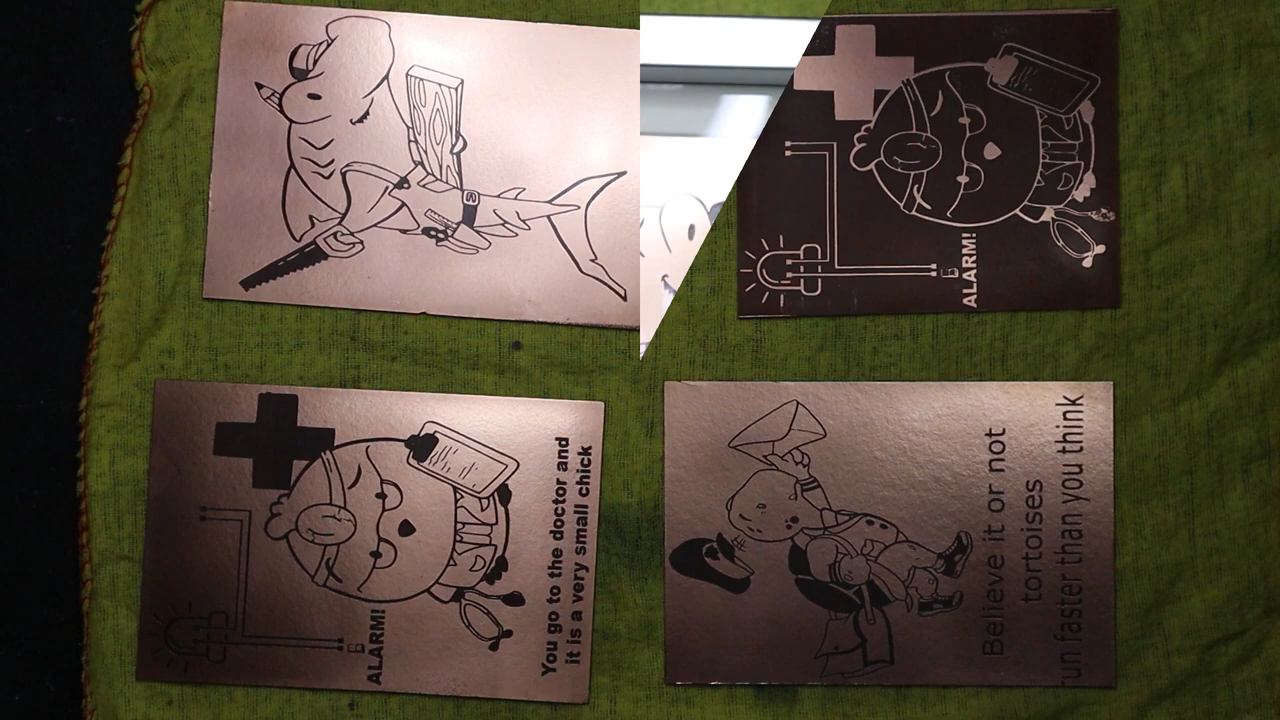 ALARM!
ALARM!
You go to the doctor and
it is a very small chick
Believe it or not
tortoises
run faster than you think